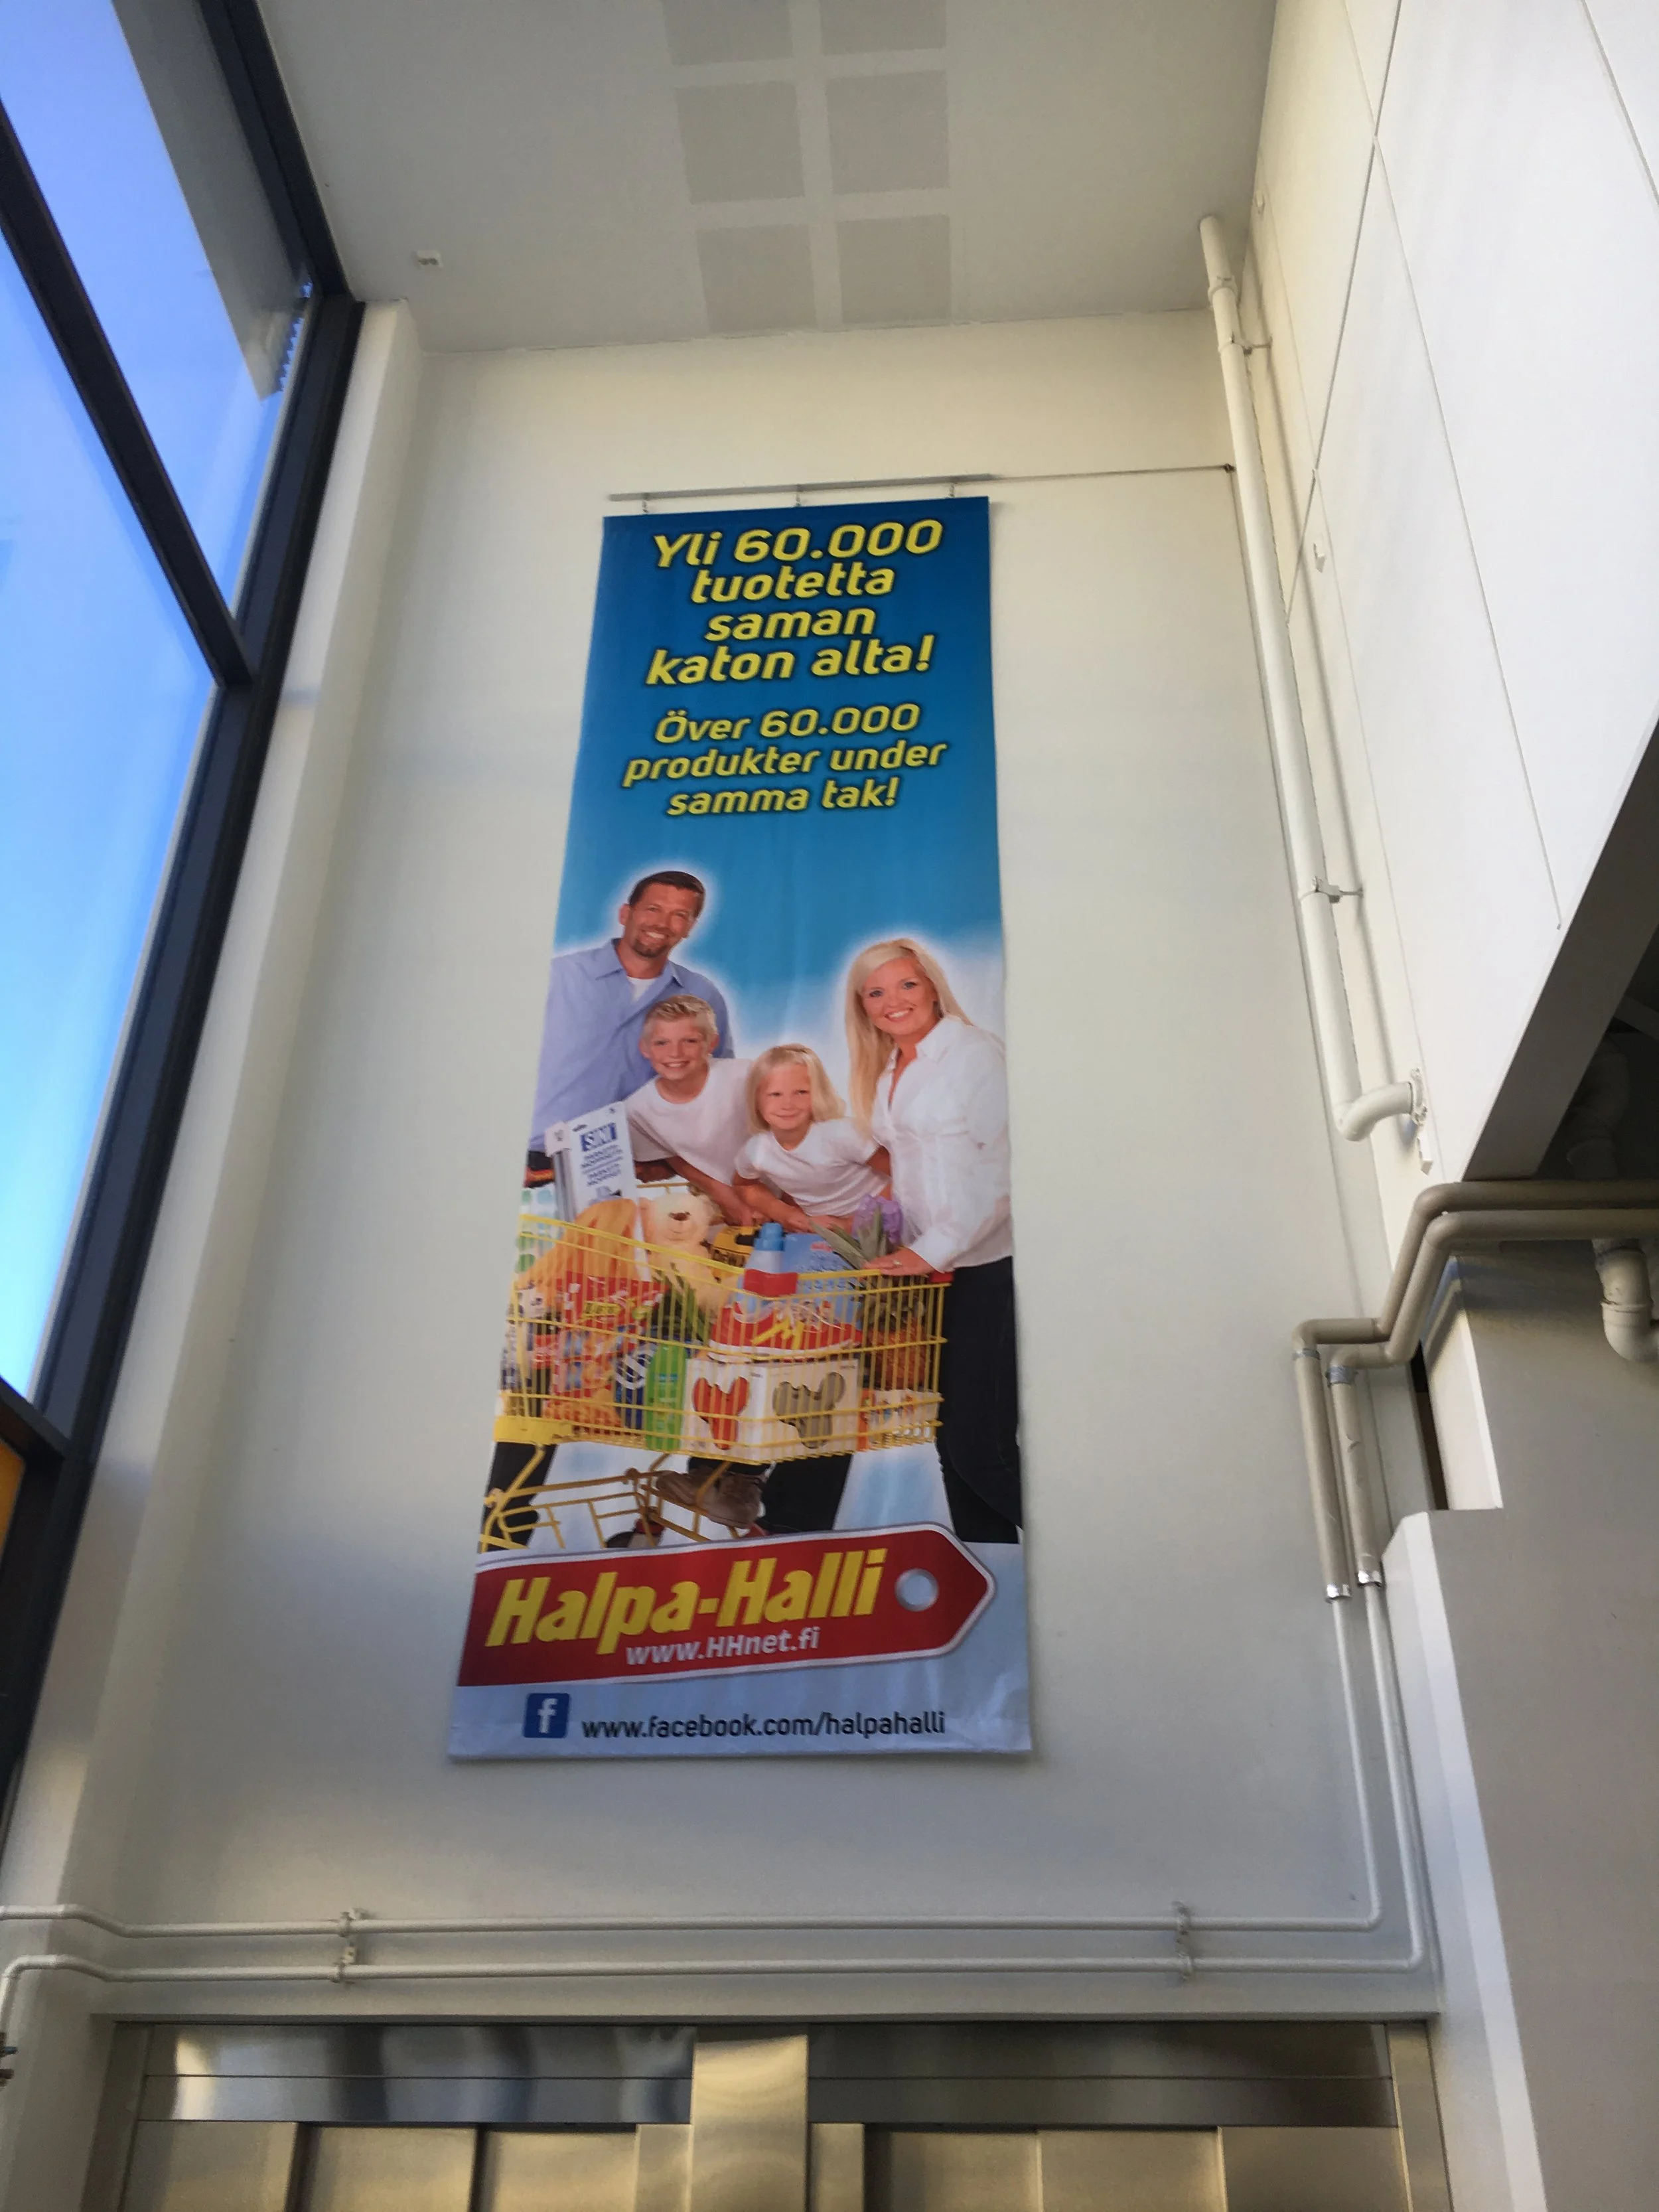 Yli 60.000
tuotetta
saman
katon alta!
Över 60.000
produkter under
samma tak!
SINI
Halpa-Halli
www.HHnet.fi
f www.facebook.com/halpahalli